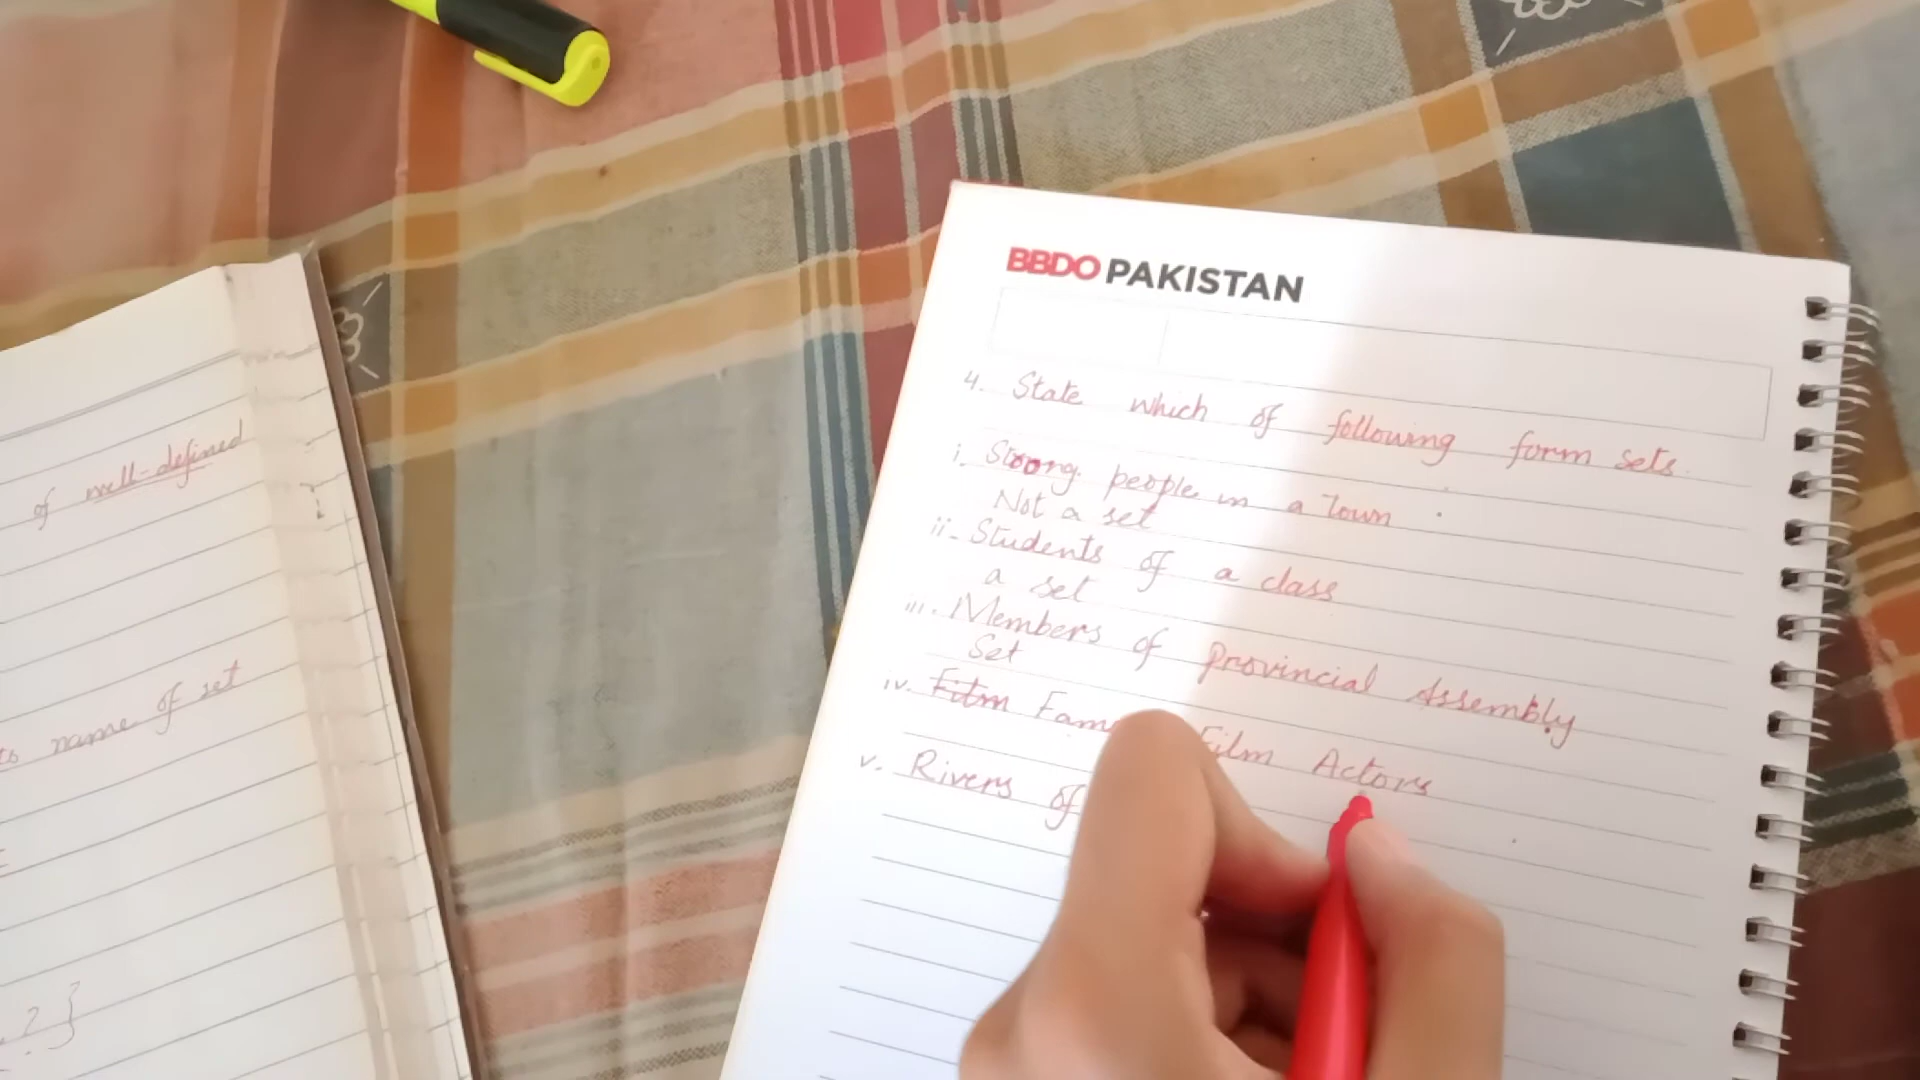 of well-defined
name of set
? }
BBDO PAKISTAN
4. State which of following form sets.
i. Strong people in a Town
Not a set
ii. Students of a class
a set
iii. Members of provincial Assembly
Set
iv. Film Film Actors
v. Rivers of